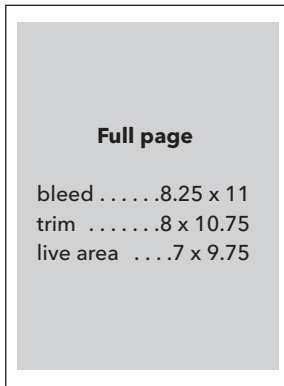 Full page
bleed . . . . . .8.25 x 11
trim . . . . . . .8 x 10.75
live area . . . .7 x 9.75